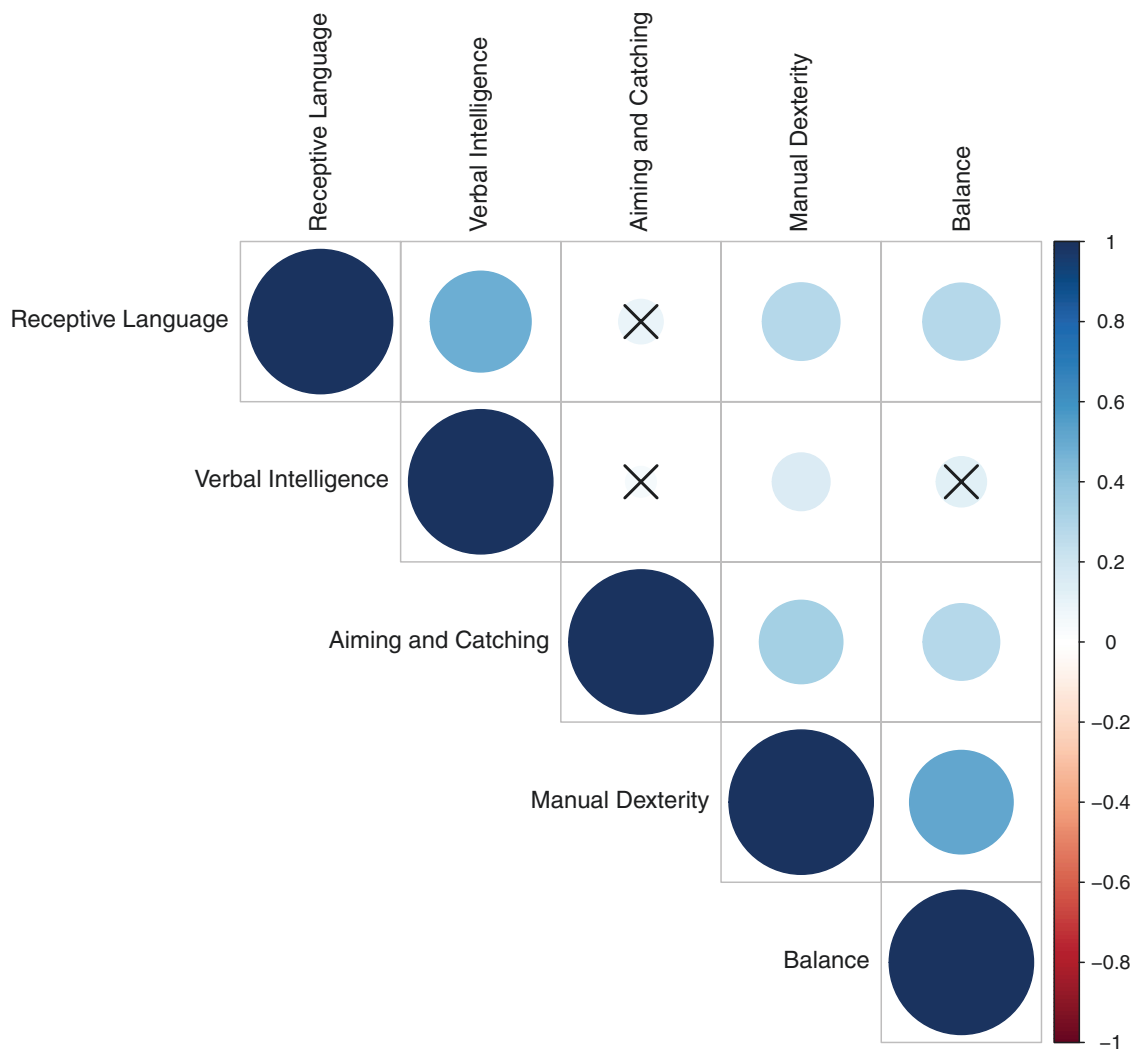 Receptive Language
Verbal Intelligence
Aiming and Catching
Manual Dexterity
Balance
Receptive Language
Verbal Intelligence
Aiming and Catching
Manual Dexterity
Balance
1
0.8
0.6
0.4
0.2
0
−0.2
−0.4
−0.6
−0.8
−1